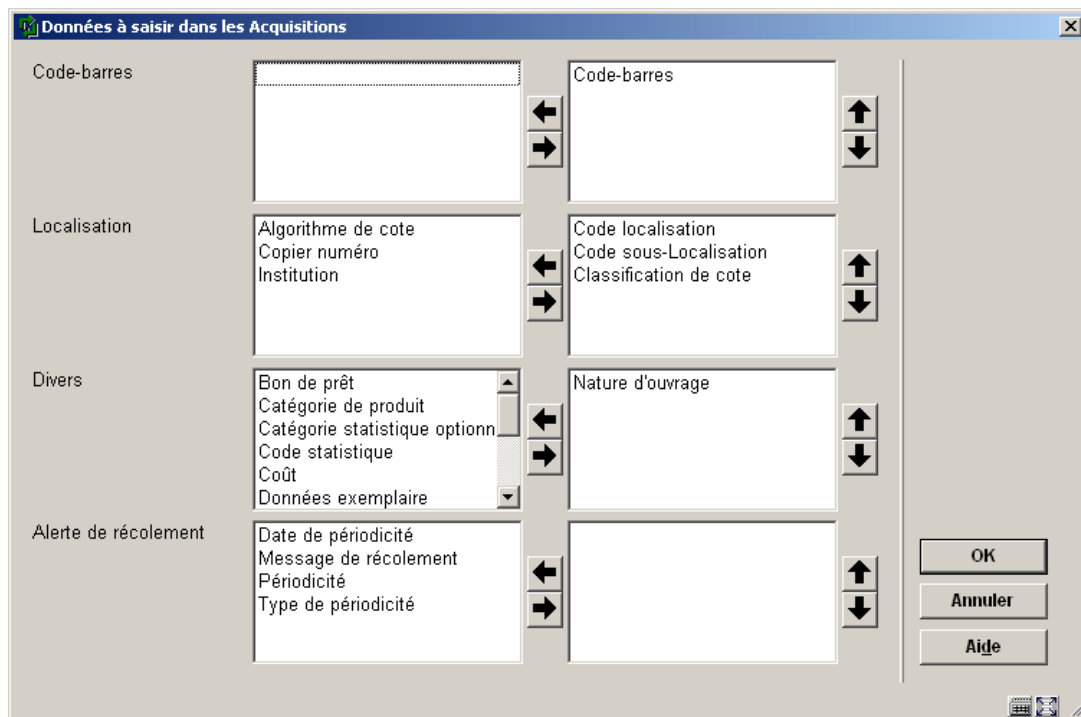 Données à saisir dans les Acquisitions
Code-barres
Code-barres
Localisation
Algorithme de cote
Copier numéro
Institution
Code localisation
Code sous-Localisation
Classification de cote
Divers
Bon de prêt
Catégorie de produit
Catégorie statistique optionn
Code statistique
Coût
Données exemplaire
Nature d'ouvrage
Alerte de récolement
Date de périodicité
Message de récolement
Périodicité
Type de périodicité
OK
Annuler
Aide